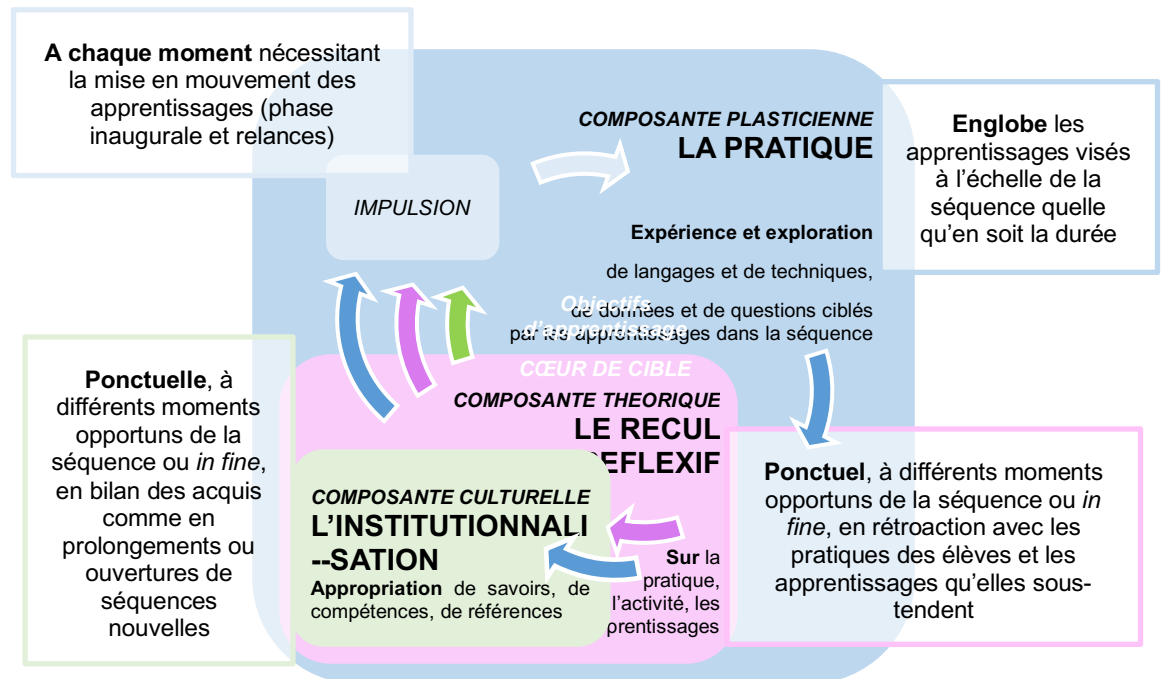 A chaque moment nécessitant
la mise en mouvement des
apprentissages (phase
inaugurale et relances)
COMPOSANTE PLASTICIENNE
LA PRATIQUE
Englobe les
apprentissages visés
à l’échelle de la
séquence quelle
qu’en soit la durée
IMPULSION
Expérience et exploration
de langages et de techniques,
de données et de questions ciblés
par les apprentissages dans la séquence
Objectifs
d’apprentissage
CŒUR DE CIBLE
Ponctuelle, à
différents moments
opportuns de la
séquence ou in fine,
en bilan des acquis
comme en
prolongements ou
ouvertures de
séquences
nouvelles
COMPOSANTE THEORIQUE
LE RECUL
REFLEXIF
COMPOSANTE CULTURELLE
L’INSTITUTIONNALI
--SATION
Appropriation de savoirs, de
compétences, de références
Sur la
pratique,
l’activité, les
prentissages
Ponctuel, à différents moments
opportuns de la séquence ou in
fine, en rétroaction avec les
pratiques des élèves et les
apprentissages qu’elles sous-
tendent